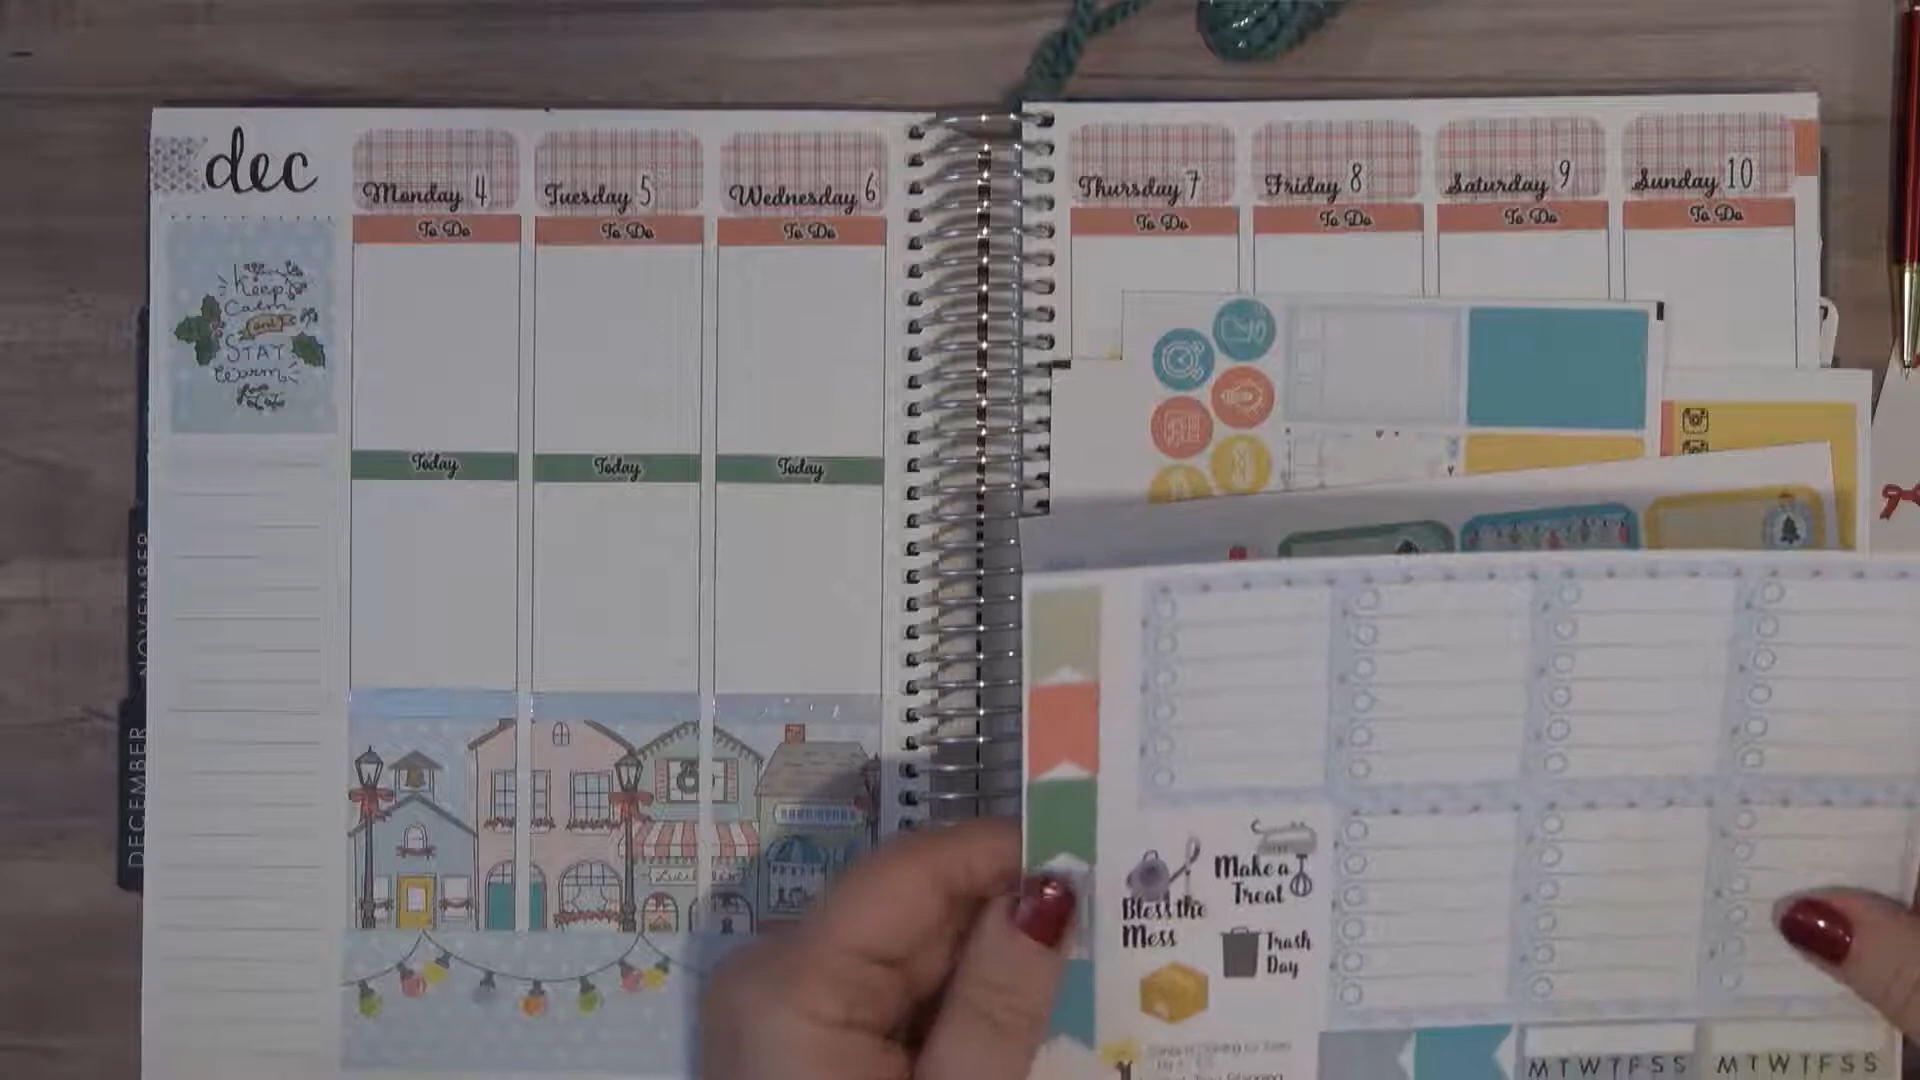 dec
Monday 4
Tuesday 5
Wednesday 6
Thursday 7
Friday 8
Saturday 9
Sunday 10
To Do
To Do
To Do
To Do
To Do
To Do
To Do
Keep
Calm
and
STAY
warm
Today
Today
Today
NOVEMBER
DECEMBER
Bless the
Mess
Make a
Treat
Trash
Day
M T W T F S S
M T W T F S S